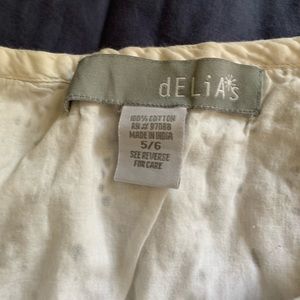 dELiA*s
100% COTTON
RN# 97088
MADE IN INDIA
5/6
SEE REVERSE
FOR CARE